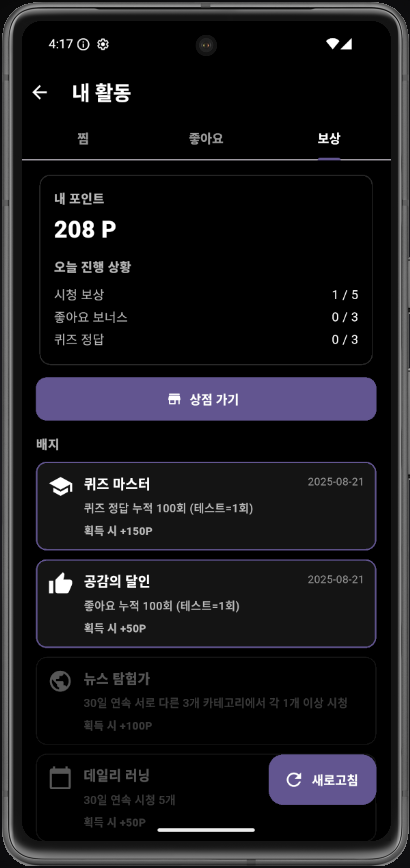 4:17
내 활동
찜 좋아요 보상
내 포인트
208 P
오늘 진행 상황
시청 보상 1 / 5
좋아요 보너스 0 / 3
퀴즈 정답 0 / 3
상점 가기
배지
퀴즈 마스터 2025-08-21
퀴즈 정답 누적 100회 (테스트=1회)
획득 시 +150P
공감의 달인 2025-08-21
좋아요 누적 100회 (테스트=1회)
획득 시 +50P
뉴스 탐험가
30일 연속 서로 다른 3개 카테고리에서 각 1개 이상 시청
획득 시 +100P
데일리 러닝
30일 연속 시청 5개
획득 시 +50P
새로고침